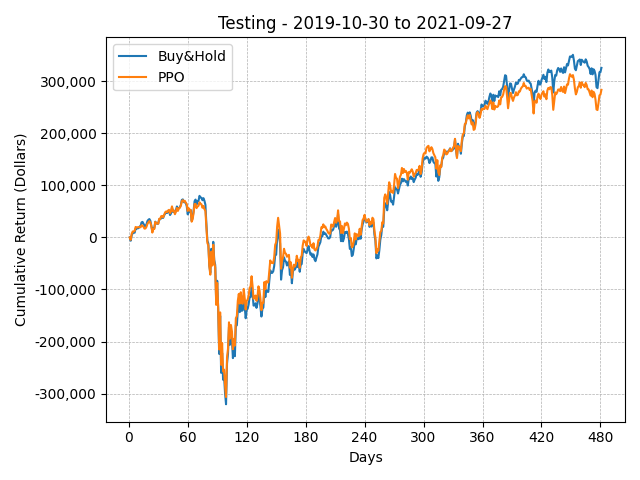 Testing - 2019-10-30 to 2021-09-27
Buy&Hold
PPO
Cumulative Return (Dollars)
300,000
200,000
100,000
0
-100,000
-200,000
-300,000
0 60 120 180 240 300 360 420 480
Days